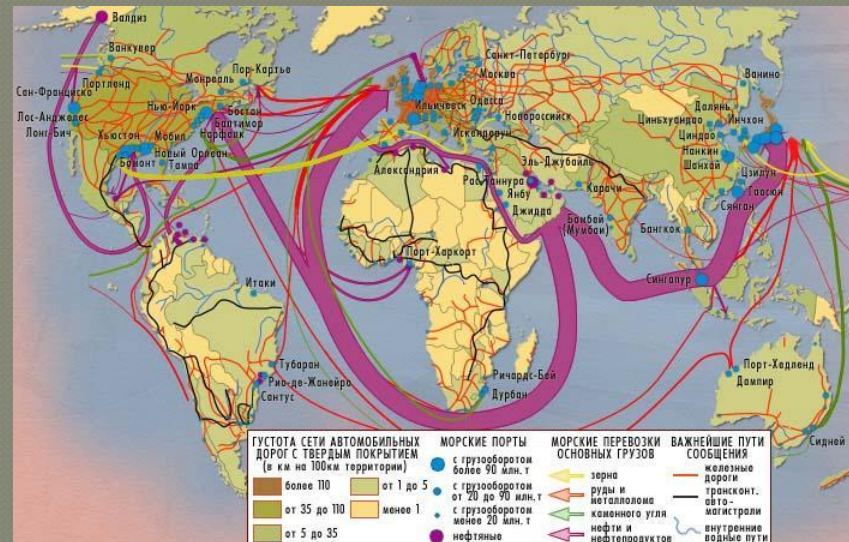 Валдиз
Ванкувер
Портленд
Сан-Франциско
Лос-Анджелес
Лонг-Бич
Монреаль
Пор-Картье
Нью-Йорк
Бостон
Балтимор
Норфолк
Хьюстон
Мобил
Новый Орлеан
Бомонт
Тампа
Санкт-Петербург
Москва
Ильичевск
Одесса
Новороссийск
Искендерун
Александрия
Эль-Джубайль
Рас-Таннура
Янбу
Джидда
Карачи
Бомбей
(Мумбаи)
Бангкок
Сингапур
Ванино
Далянь
Циньхуандао
Инчхон
Циндао
Нанкин
Шанхай
Цзилун
Гаосюн
Сянган
Порт-Харкорт
Итаки
Тубаран
Рио-де-Жанейро
Сантус
Ричардс-Бей
Дурбан
Порт-Хедленд
Дампир
Сидней
ГУСТОТА СЕТИ АВТОМОБИЛЬНЫХ
ДОРОГ С ТВЕРДЫМ ПОКРЫТИЕМ
(в км на 100км территории)
более 110
от 35 до 110
от 5 до 35
от 1 до 5
менее 1
МОРСКИЕ ПОРТЫ
с грузооборотом
более 90 млн. т
с грузооборотом
от 20 до 90 млн. т
с грузооборотом
менее 20 млн. т
нефтяные
МОРСКИЕ ПЕРЕВОЗКИ
ОСНОВНЫХ ГРУЗОВ
зерна
руды и
металлолома
каменного угля
нефти и
нефтепродуктов
ВАЖНЕЙШИЕ ПУТИ
СООБЩЕНИЯ
железные
дороги
трансконт.
авто-
магистрали
внутренние
водные пути